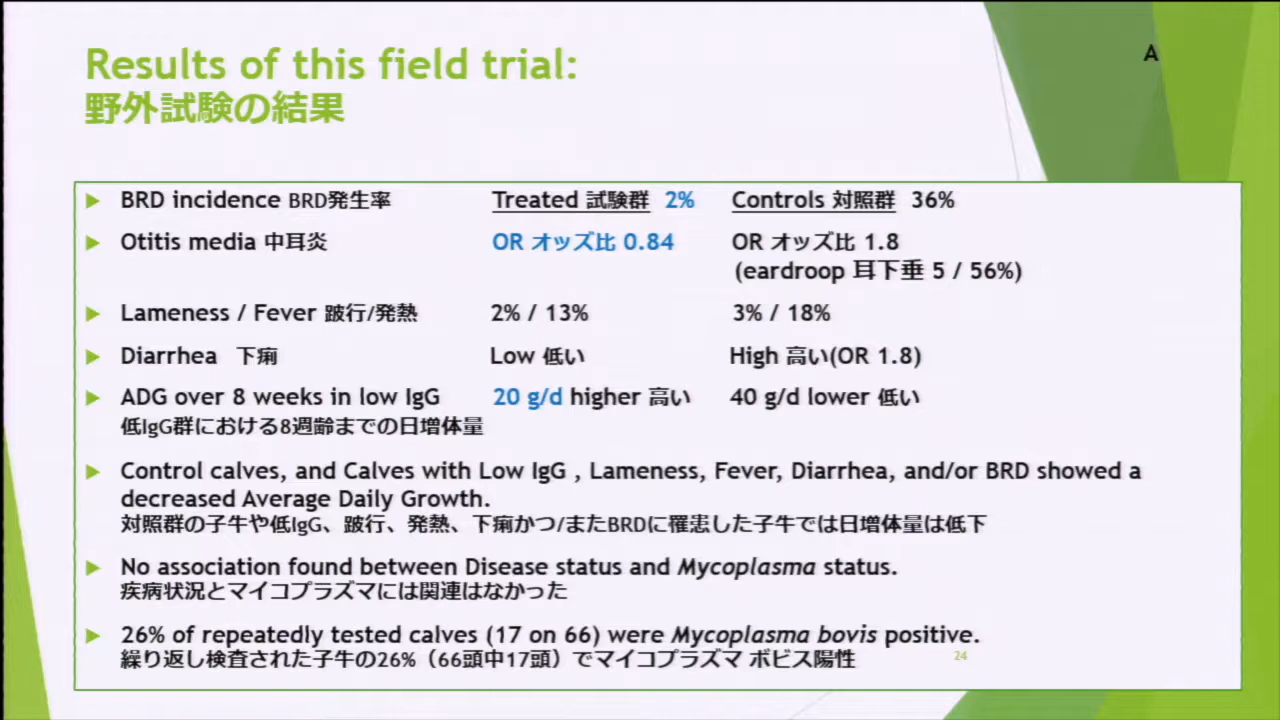 A
Results of this field trial:
野外試験の結果
BRD incidence BRD発生率 Treated 試験群 2% Controls 対照群 36%
Otitis media 中耳炎 OR オッズ比 0.84 OR オッズ比 1.8
(eardroop 耳下垂 5 / 56%)
Lameness / Fever 跛行/発熱 2% / 13% 3% / 18%
Diarrhea 下痢 Low 低い High 高い(OR 1.8)
ADG over 8 weeks in low IgG 20 g/d higher 高い 40 g/d lower 低い
低IgG群における8週齢までの日増体量
Control calves, and Calves with Low IgG , Lameness, Fever, Diarrhea, and/or BRD showed a
decreased Average Daily Growth.
対照群の子牛や低IgG、跛行、発熱、下痢かつ/またBRDに罹患した子牛では日増体量は低下
No association found between Disease status and Mycoplasma status.
疾病状況とマイコプラズマには関連はなかった
26% of repeatedly tested calves (17 on 66) were Mycoplasma bovis positive.
繰り返し検査された子牛の26%（66頭中17頭）でマイコプラズマ ボビス陽性
24